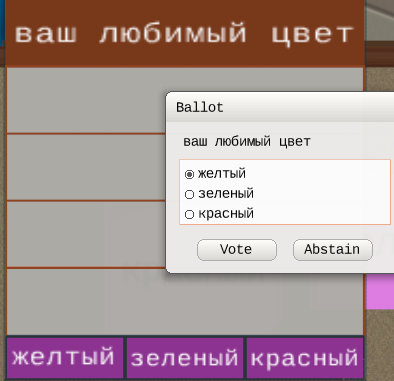 ваш любимый цвет
Ballot
ваш любимый цвет
желтый
зеленый
красный
Vote Abstain
желтый зеленый красный